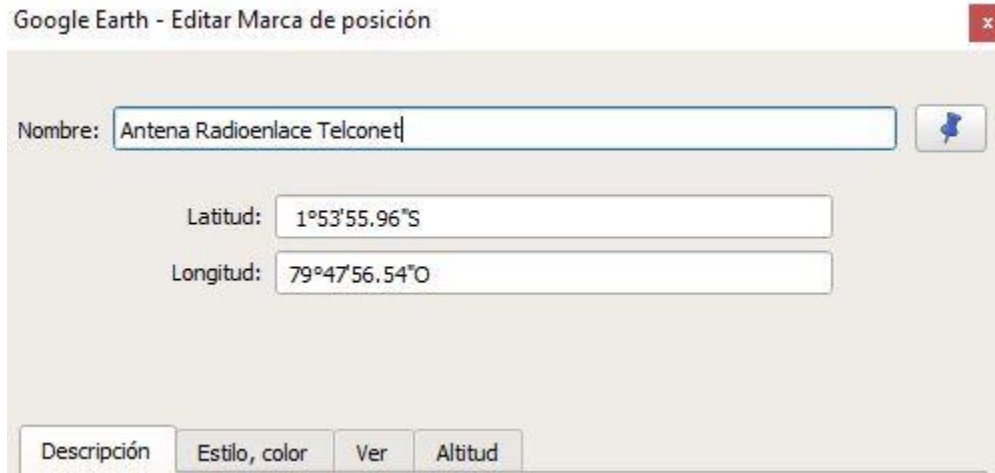 Google Earth - Editar Marca de posición
x
Nombre: Antena Radioenlace Telconet
Latitud: 1°53'55.96"S
Longitud: 79°47'56.54"O
Descripción Estilo, color Ver Altitud